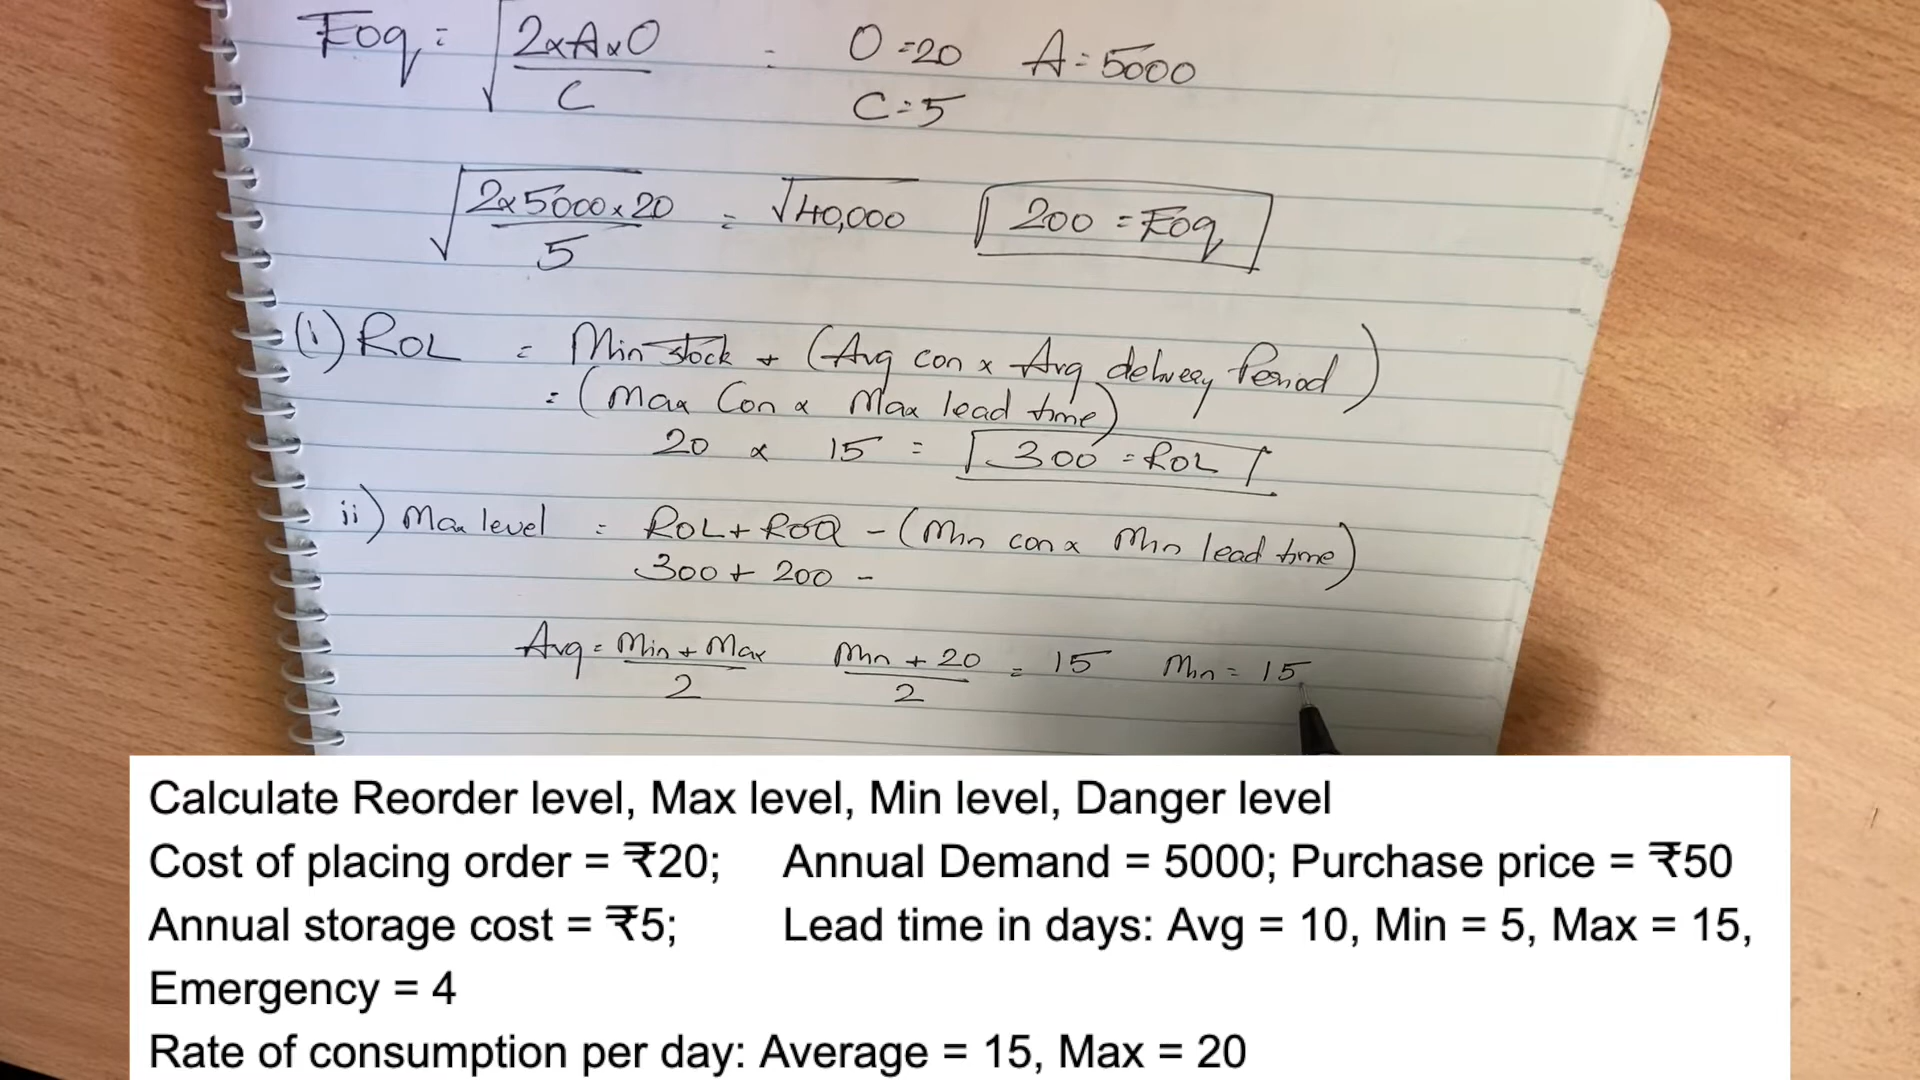 Eoq = √2xAxO/C = O=20 A=5000
C=5
√2x5000x20/5 = √40,000 200 = Eoq
(i) ROL = Min stock + (Avg con x Avg delivery Period)
= (Max Con x Max lead time)
20 x 15 = 300 = ROL
ii) Max level = ROL + ROQ - (Min con x Min lead time)
300 + 200 -
Avg = Min + Max/2 Min + 20/2 = 15 Min = 15
Calculate Reorder level, Max level, Min level, Danger level
Cost of placing order = ₹20; Annual Demand = 5000; Purchase price = ₹50
Annual storage cost = ₹5; Lead time in days: Avg = 10, Min = 5, Max = 15,
Emergency = 4
Rate of consumption per day: Average = 15, Max = 20